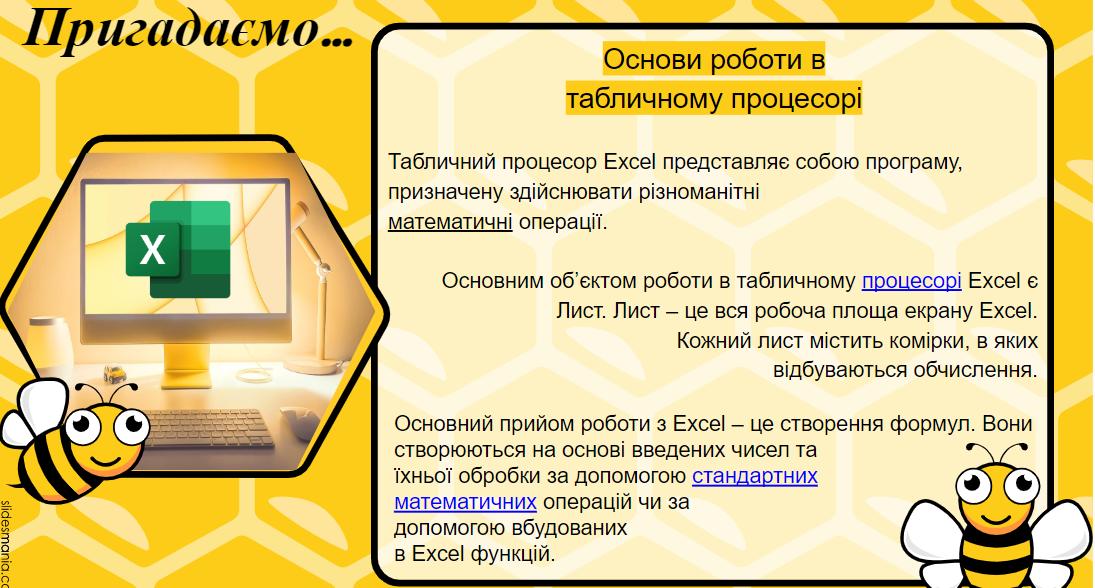 Пригадаємо...
Основи роботи в
табличному процесорі
Табличний процесор Excel представляє собою програму,
призначену здійснювати різноманітні
математичні операції.
Основним об’єктом роботи в табличному процесорі Excel є
Лист. Лист – це вся робоча площа екрану Excel.
Кожний лист містить комірки, в яких
відбуваються обчислення.
Основний прийом роботи з Excel – це створення формул. Вони
створюються на основі введених чисел та
їхньої обробки за допомогою стандартних
математичних операцій чи за
допомогою вбудованих
в Excel функцій.
X
slidesmania.co